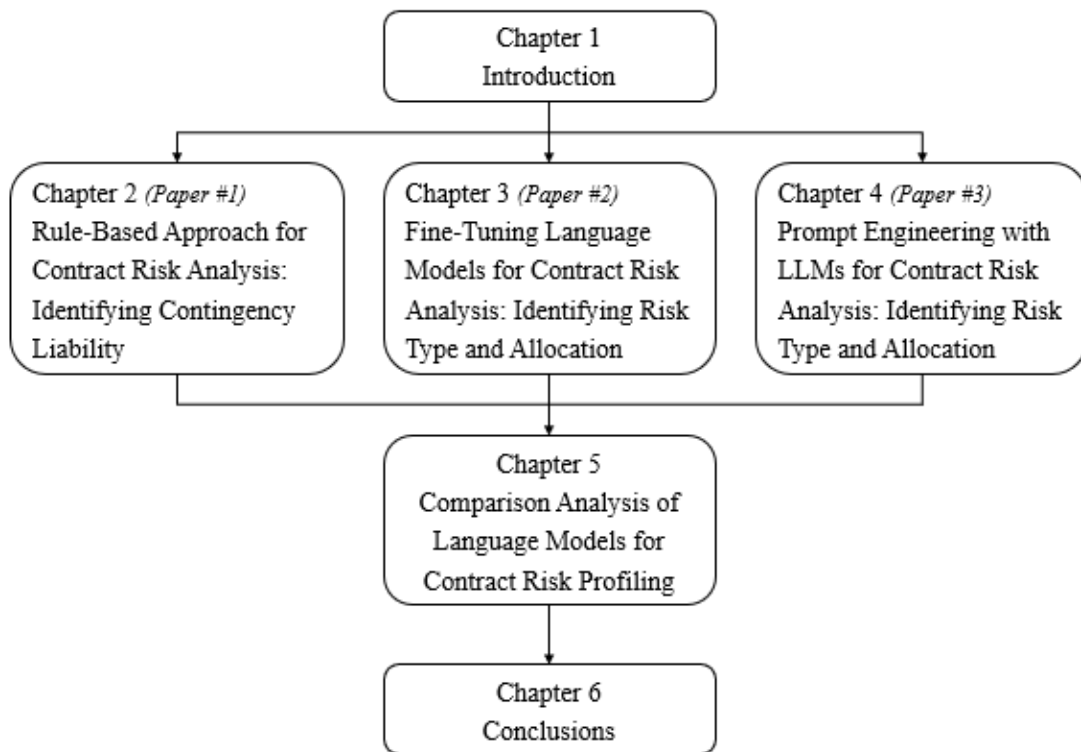 Chapter 1
Introduction
Chapter 2 (Paper #1)
Rule-Based Approach for
Contract Risk Analysis:
Identifying Contingency
Liability
Chapter 3 (Paper #2)
Fine-Tuning Language
Models for Contract Risk
Analysis: Identifying Risk
Type and Allocation
Chapter 4 (Paper #3)
Prompt Engineering with
LLMs for Contract Risk
Analysis: Identifying Risk
Type and Allocation
Chapter 5
Comparison Analysis of
Language Models for
Contract Risk Profiling
Chapter 6
Conclusions